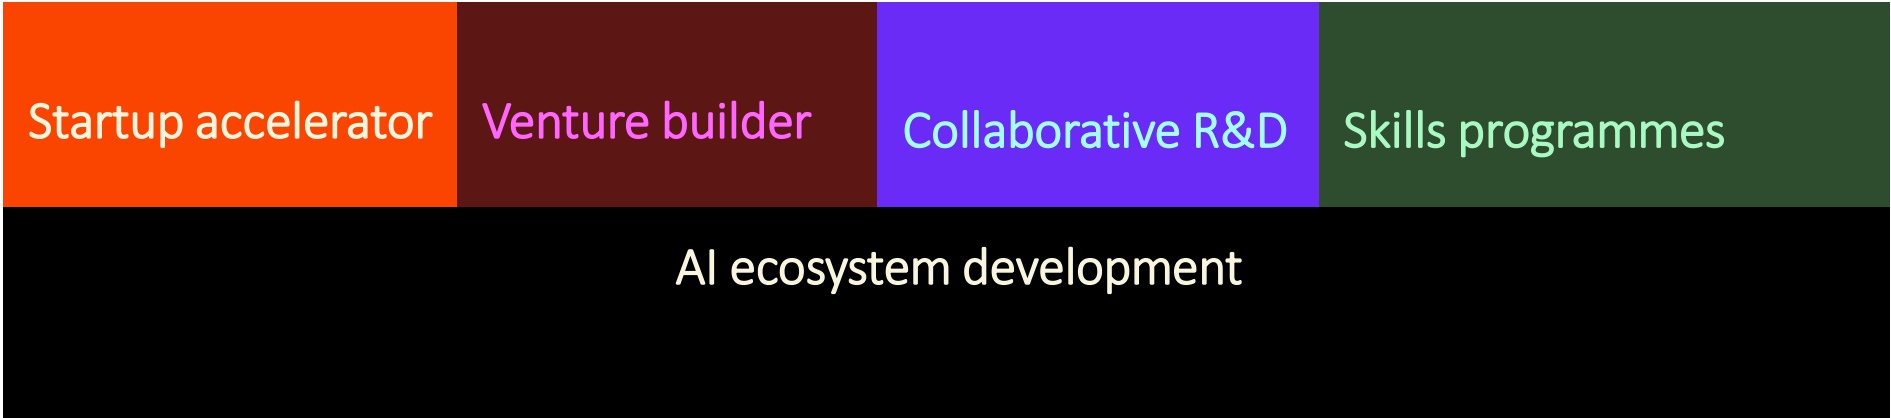 Startup accelerator
Venture builder
Collaborative R&D
Skills programmes
AI ecosystem development